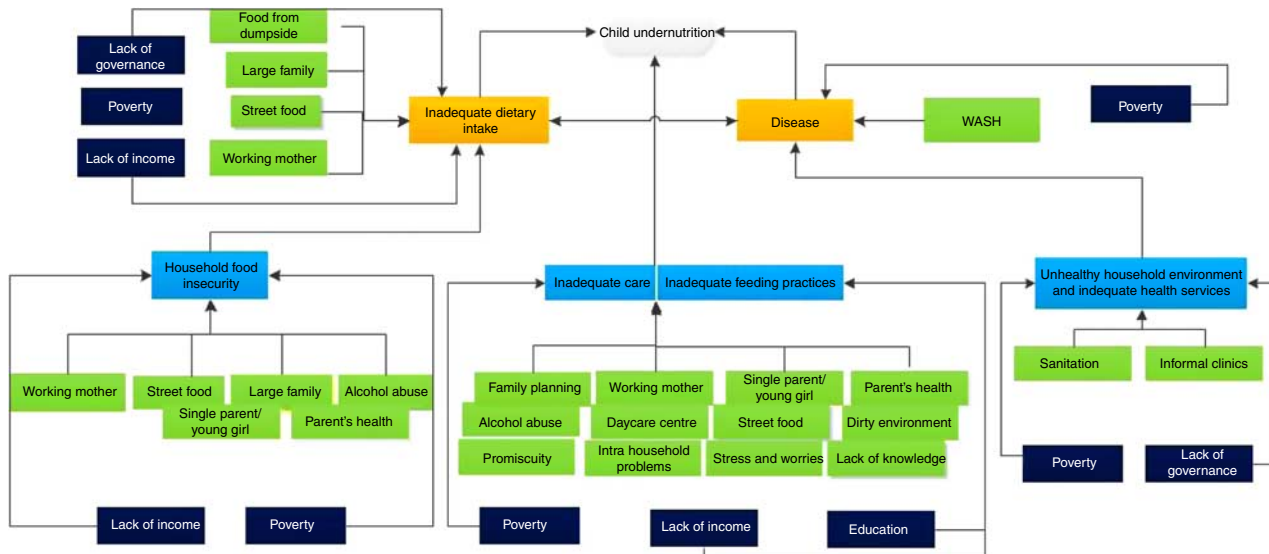 Food from
dumpside
Child undernutrition
Lack of
governance
Large family
Poverty
Street food
Inadequate dietary
intake
Disease
WASH
Poverty
Lack of income
Working mother
Household food
insecurity
Inadequate care
Inadequate feeding practices
Unhealthy household environment
and indequate health services
Sanitation
Informal clinics
Working mother
Street food
Large family
Alcohol abuse
Single parent/
young girl
Parent's health
Family planning
Working mother
Single parent/
young girl
Parent's health
Alcohol abuse
Daycare centre
Street food
Dirty environment
Promiscuity
Intra household
problems
Stress and worries
Lack of knowledge
Poverty
Lack of
governance
Lack of income
Poverty
Poverty
Lack of income
Education